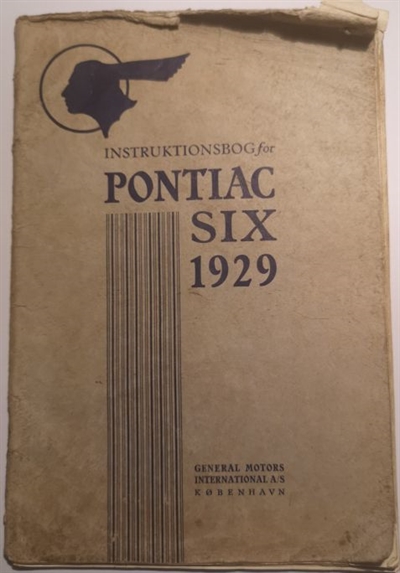 INSTRUKTIONSBOG for
PONTIAC
SIX
1929
GENERAL MOTORS
INTERNATIONAL A/S
KØBENHAVN